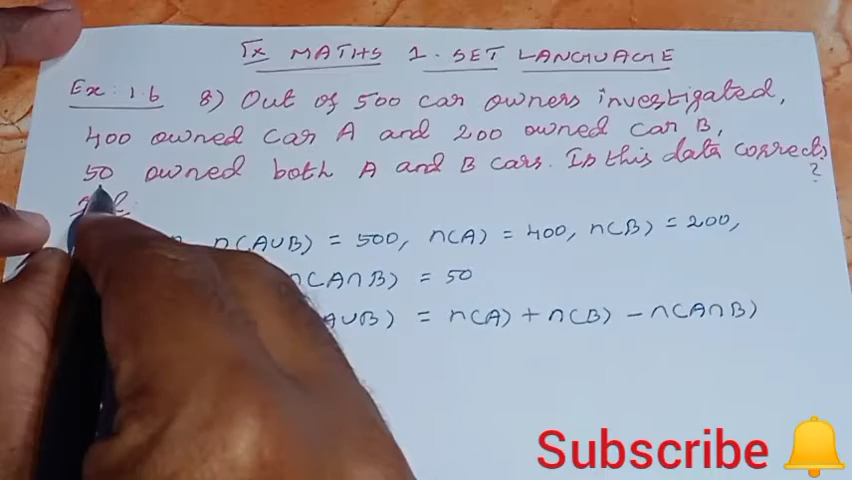 IX MATHS 1. SET LANGUAGE
Ex: 1.6 8) Out of 500 car owners investigated,
400 owned car A and 200 owned car B,
50 owned both A and B cars. Is this data correct?
n(A∪B) = 500, n(A) = 400, n(B) = 200,
n(A∩B) = 50
A∪B) = n(A) + n(B) - n(A∩B)
Subscribe